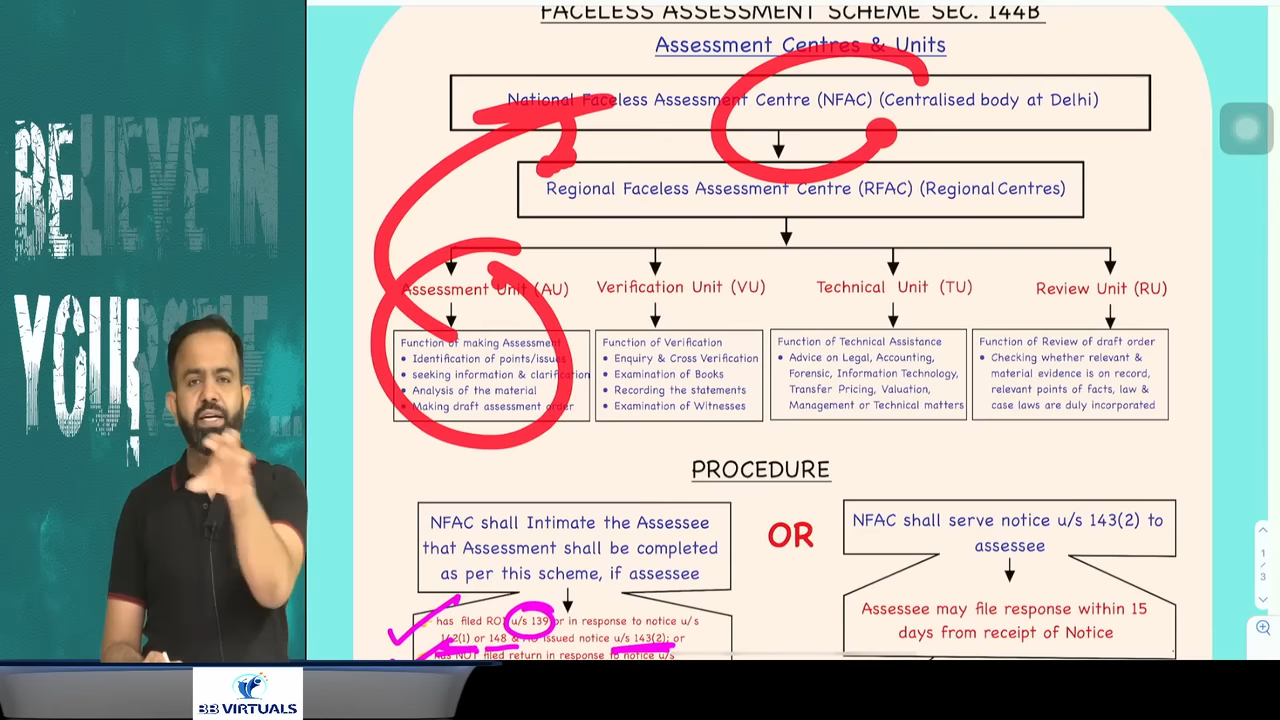 BELIEVE IN
YOURSELF...
BB VIRTUALS
FACELESS ASSESSMENT SCHEME SEC. 144B
Assessment Centres & Units
National Faceless Assessment Centre (NFAC) (Centralised body at Delhi)
Regional Faceless Assessment Centre (RFAC) (Regional Centres)
Assessment Unit (AU)
Function of making Assessment
• Identification of points/issues
• seeking information & clarification
• Analysis of the material
• Making draft assessment order
Verification Unit (VU)
Function of Verification
• Enquiry & Cross Verification
• Examination of Books
• Recording the statements
• Examination of Witnesses
Technical Unit (TU)
Function of Technical Assistance
• Advice on Legal, Accounting,
Forensic, Information Technology,
Transfer Pricing, Valuation,
Management or Technical matters
Review Unit (RU)
Function of Review of draft order
• Checking whether relevant &
material evidence is on record,
relevant points of facts, law &
case laws are duly incorporated
PROCEDURE
NFAC shall Intimate the Assessee
that Assessment shall be completed
as per this scheme, if assessee
has filed ROI u/s 139 or in response to notice u/s
142(1) or 148 & AO issued notice u/s 143(2); or
has NOT filed return in response to notice u/s
OR
NFAC shall serve notice u/s 143(2) to
assessee
Assessee may file response within 15
days from receipt of Notice
1
/
3